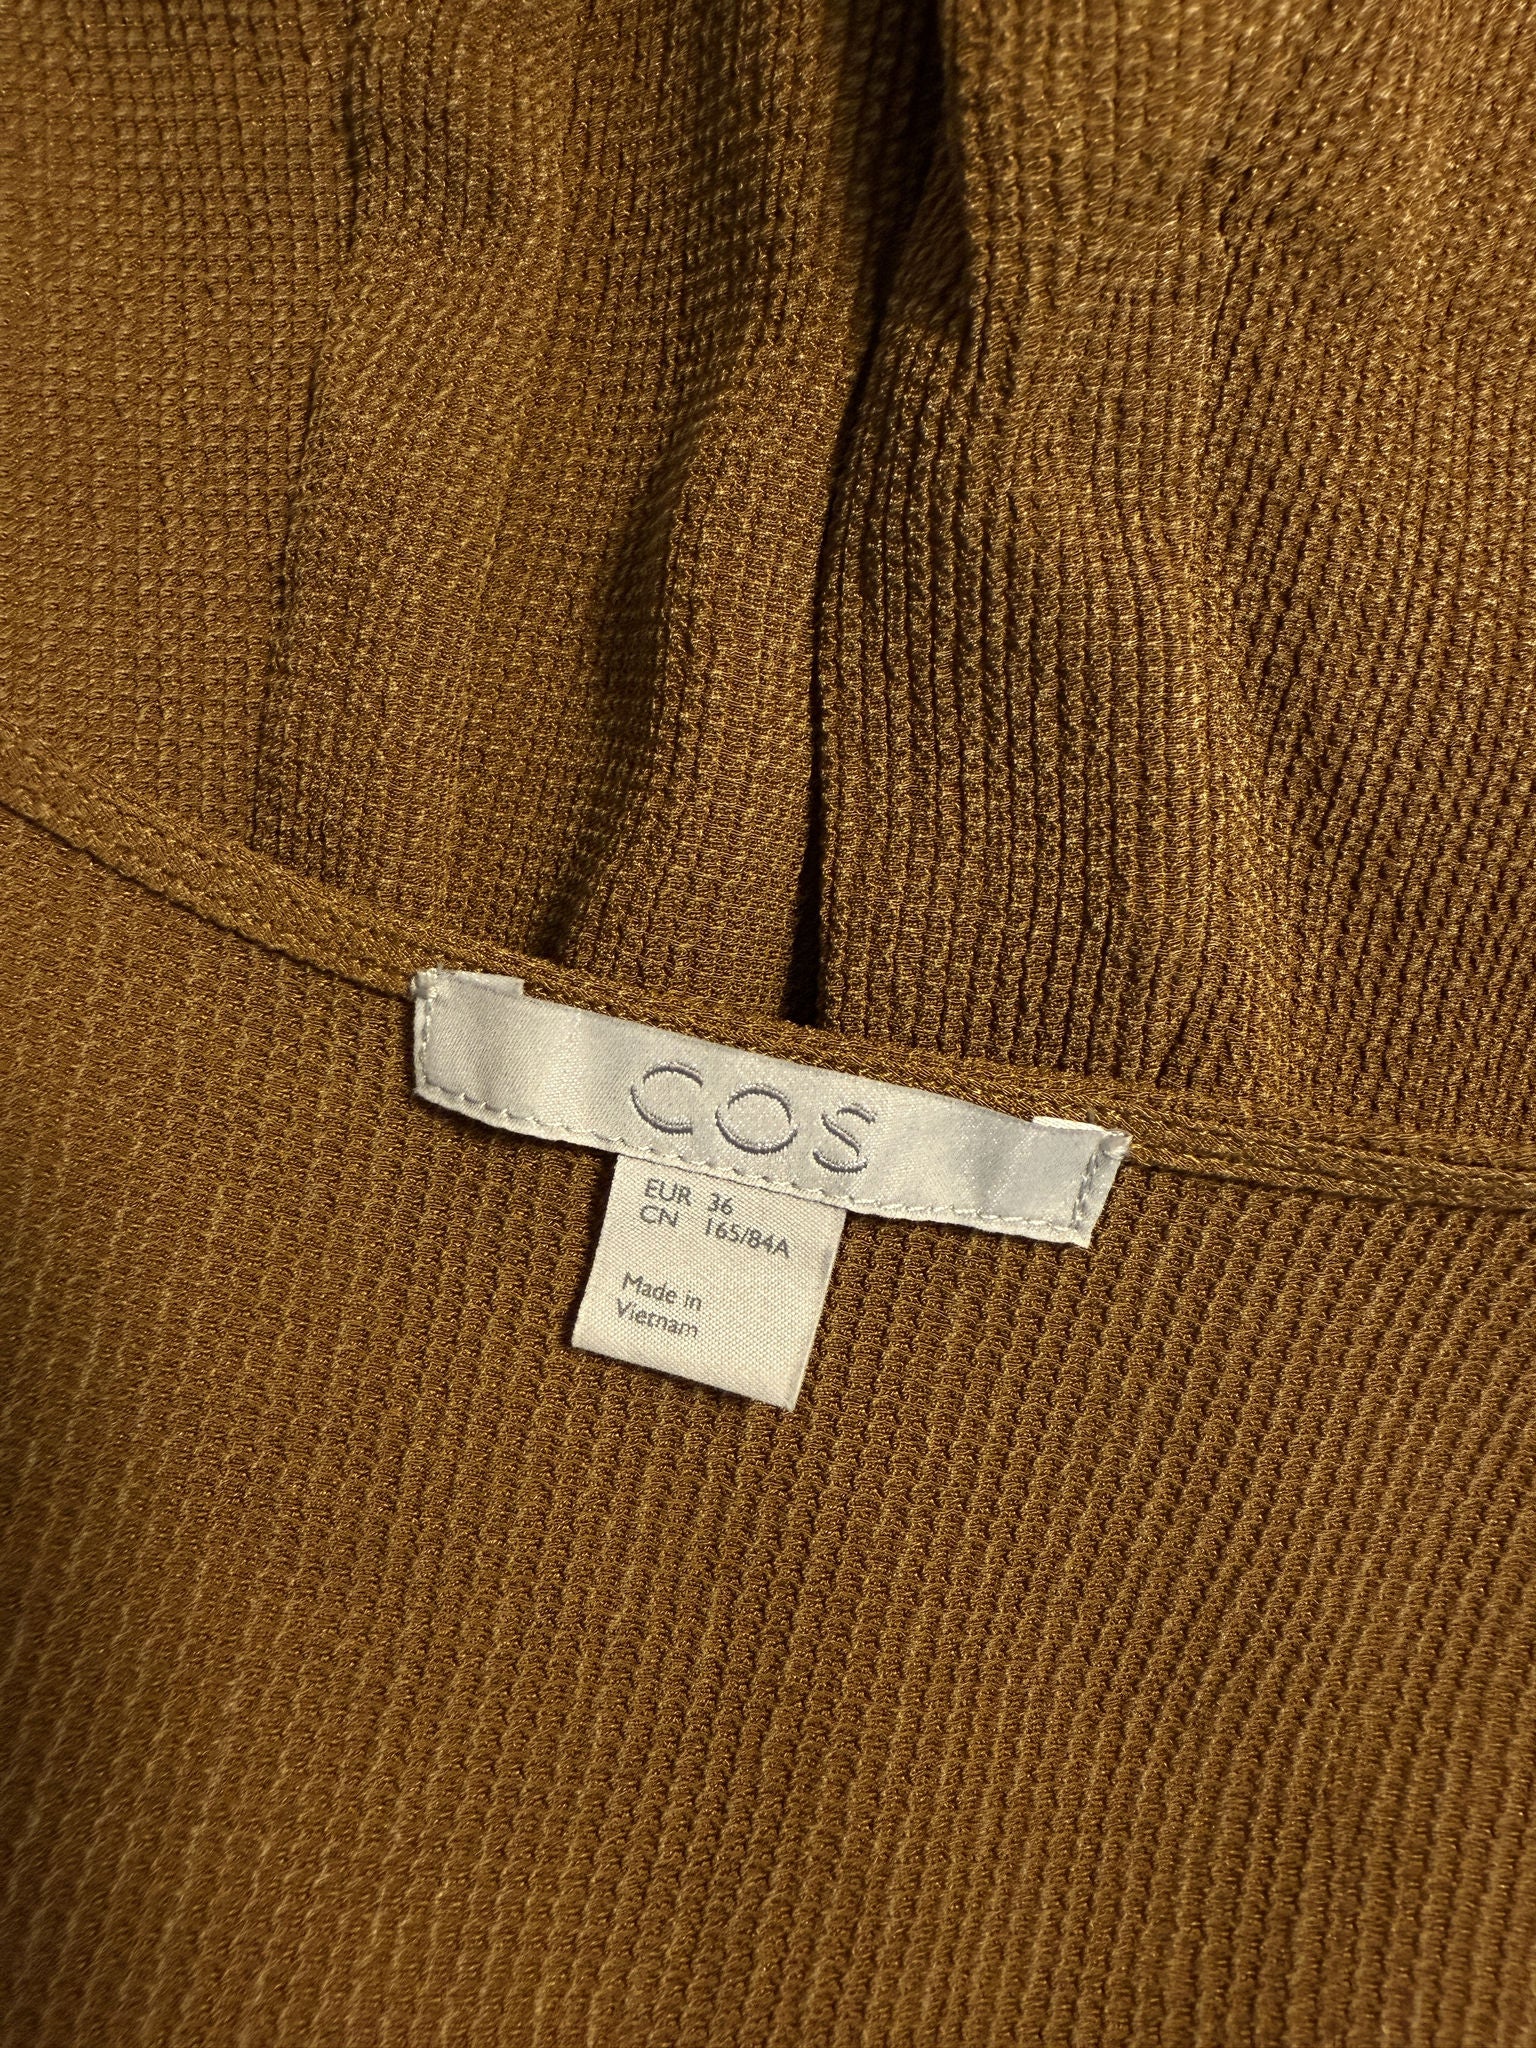 COS
EUR 36
CN 165/84A
Made in
Vietnam